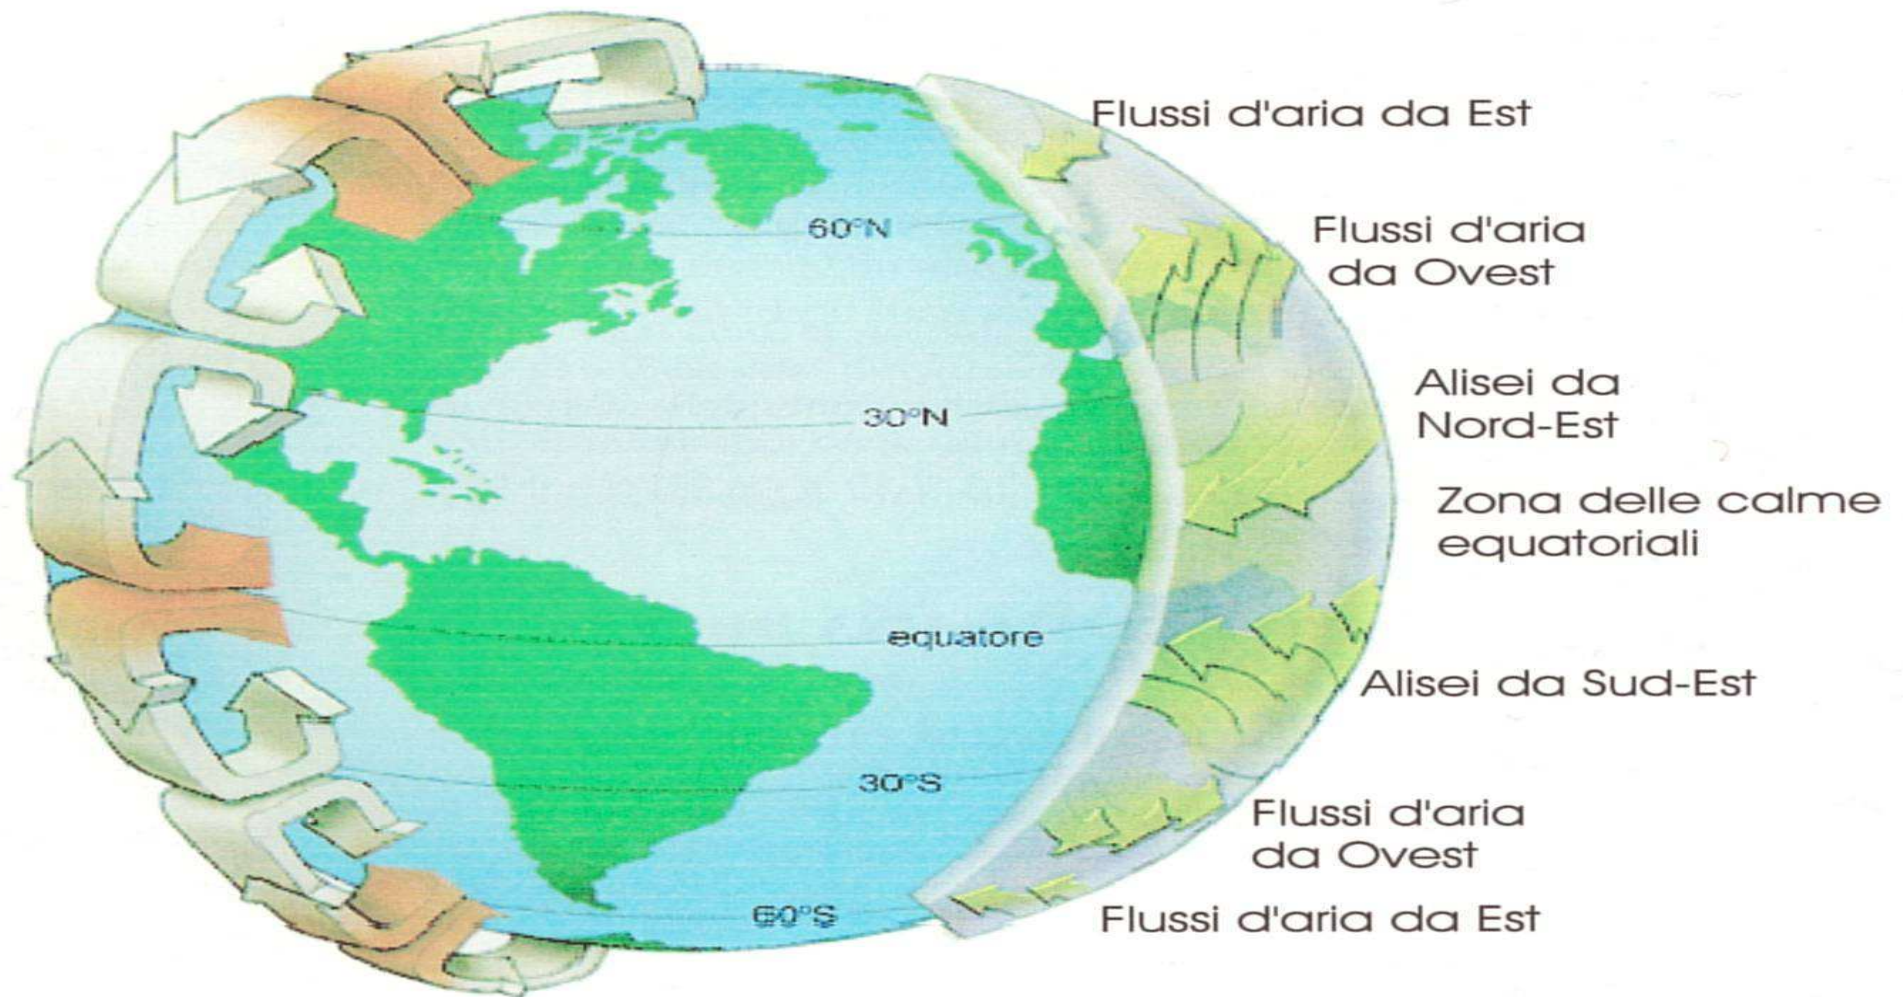 Flussi d'aria da Est
60°N
Flussi d'aria
da Ovest
30°N
Alisei da
Nord-Est
Zona delle calme
equatoriali
equatore
Alisei da Sud-Est
30°S
Flussi d'aria
da Ovest
60°S
Flussi d'aria da Est